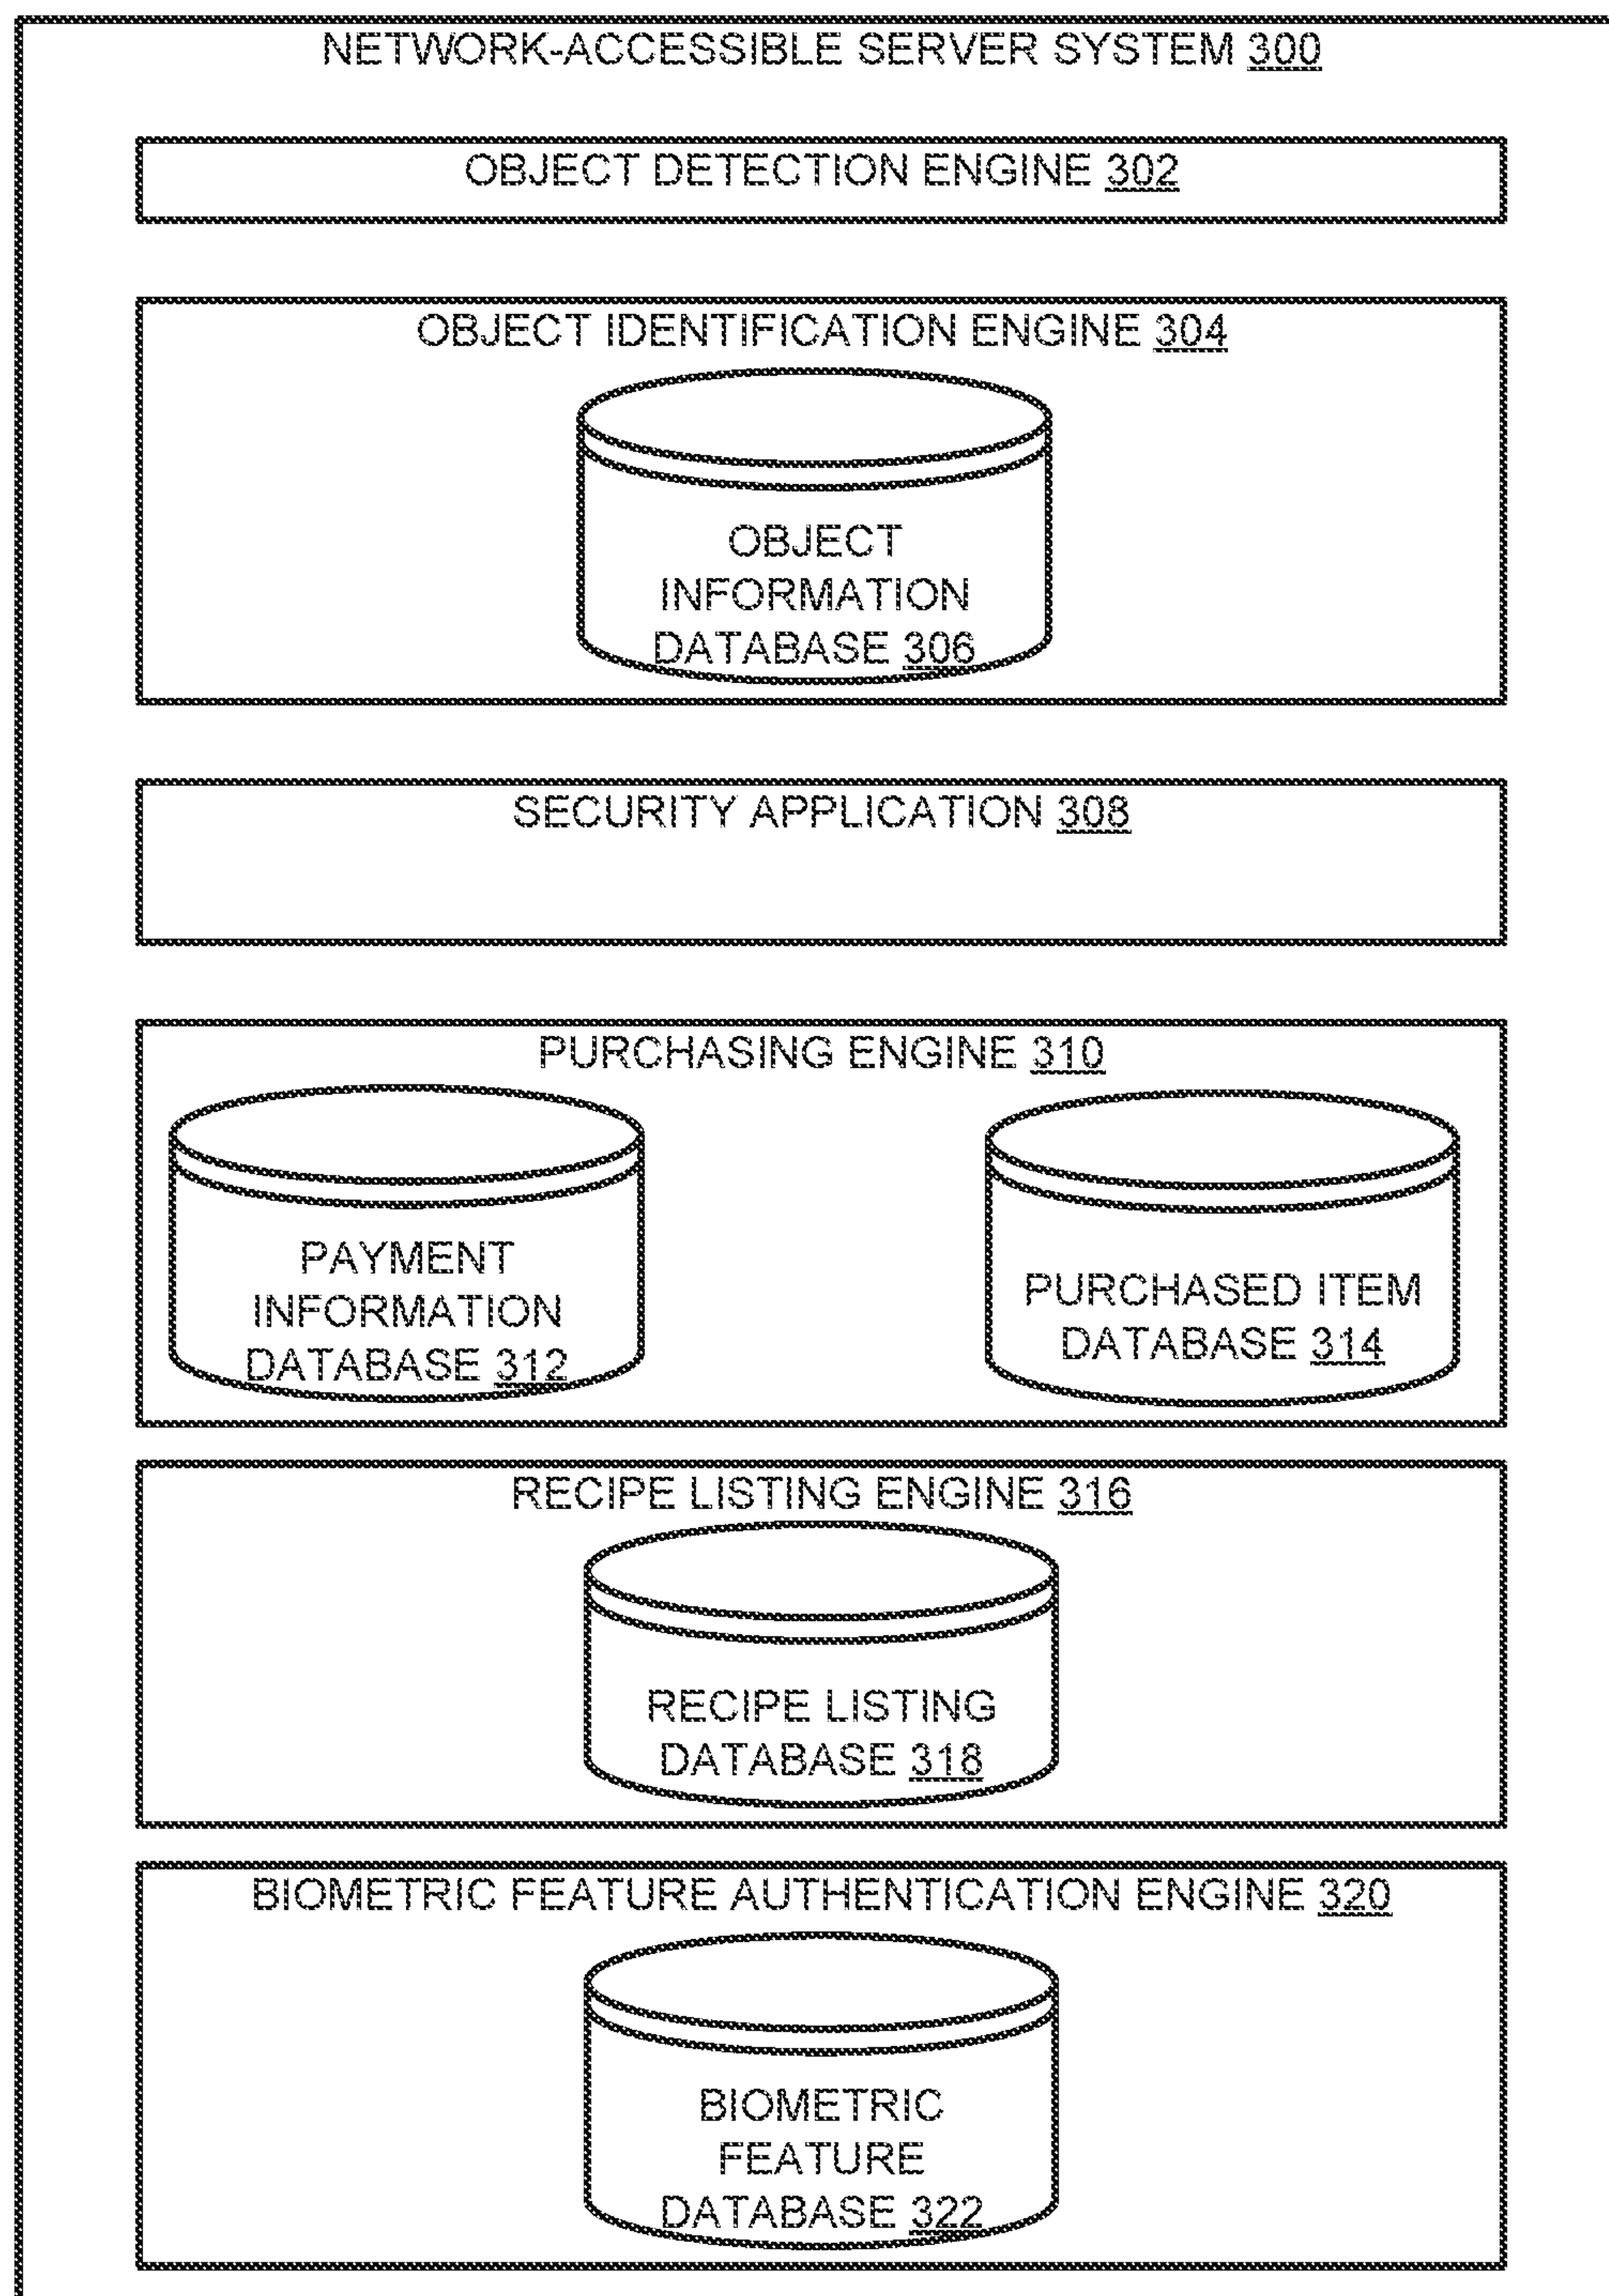 NETWORK-ACCESSIBLE SERVER SYSTEM 300
OBJECT DETECTION ENGINE 302
OBJECT IDENTIFICATION ENGINE 304
OBJECT
INFORMATION
DATABASE 306
SECURITY APPLICATION 308
PURCHASING ENGINE 310
PAYMENT
INFORMATION
DATABASE 312
PURCHASED ITEM
DATABASE 314
RECIPE LISTING ENGINE 316
RECIPE LISTING
DATABASE 318
BIOMETRIC FEATURE AUTHENTICATION ENGINE 320
BIOMETRIC
FEATURE
DATABASE 322